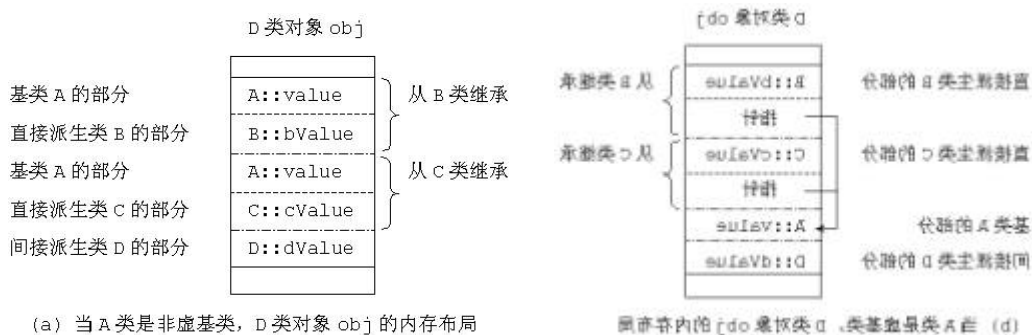 D 类对象 obj
基类 A 的部分
A::value
从 B 类继承
直接派生类 B 的部分
B::bValue
基类 A 的部分
A::value
从 C 类继承
直接派生类 C 的部分
C::cValue
间接派生类 D 的部分
D::dValue
(a) 当 A 类是非虚基类，D 类对象 obj 的内存布局
D 类对象 obj
直接派生类 B 的部分
B::bValue
从 B 类继承
指针
直接派生类 C 的部分
C::cValue
从 C 类继承
指针
基类 A 的部分
A::value
间接派生类 D 的部分
D::dValue
(b) 当 A 类是虚基类，D 类对象 obj 的内存布局